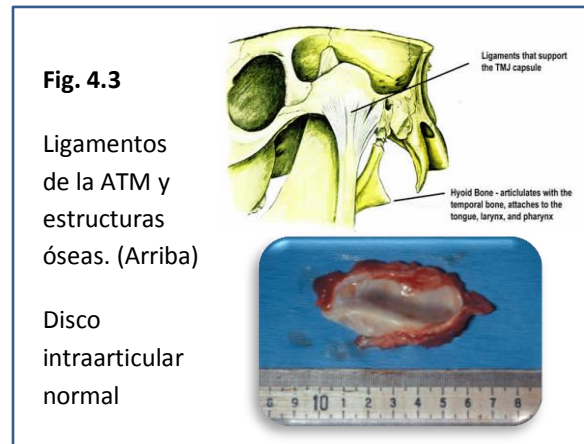 Fig. 4.3
Ligamentos
de la ATM y
estructuras
óseas. (Arriba)
Disco
intraarticular
normal
Ligaments that support
the TMJ capsule
Hyoid Bone - articlulates with the
temporal bone, attaches to the
tongue, larynx, and pharynx
8 9 10 1 2 3 4 5 6 7 8